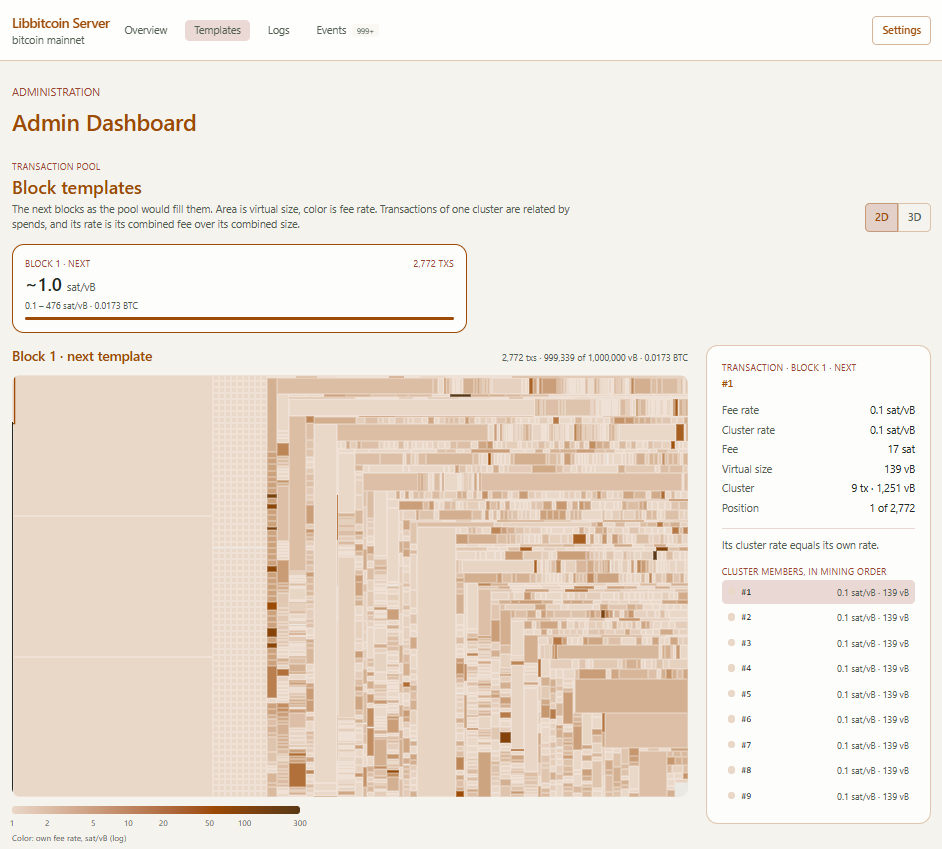 Libbitcoin Server
bitcoin mainnet
Overview
Templates
Logs
Events 999+
Settings
ADMINISTRATION
Admin Dashboard
TRANSACTION POOL
Block templates
The next blocks as the pool would fill them. Area is virtual size, color is fee rate. Transactions of one cluster are related by
spends, and its rate is its combined fee over its combined size.
2D 3D
BLOCK 1 · NEXT 2,772 TXS
~1.0 sat/vB
0.1 – 476 sat/vB · 0.0173 BTC
Block 1 · next template
2,772 txs · 999,339 of 1,000,000 vB · 0.0173 BTC
1 2 5 10 20 50 100 300
Color: own fee rate, sat/vB (log)
TRANSACTION · BLOCK 1 · NEXT
#1
Fee rate 0.1 sat/vB
Cluster rate 0.1 sat/vB
Fee 17 sat
Virtual size 139 vB
Cluster 9 tx · 1,251 vB
Position 1 of 2,772
Its cluster rate equals its own rate.
CLUSTER MEMBERS, IN MINING ORDER
#1 0.1 sat/vB · 139 vB
#2 0.1 sat/vB · 139 vB
#3 0.1 sat/vB · 139 vB
#4 0.1 sat/vB · 139 vB
#5 0.1 sat/vB · 139 vB
#6 0.1 sat/vB · 139 vB
#7 0.1 sat/vB · 139 vB
#8 0.1 sat/vB · 139 vB
#9 0.1 sat/vB · 139 vB